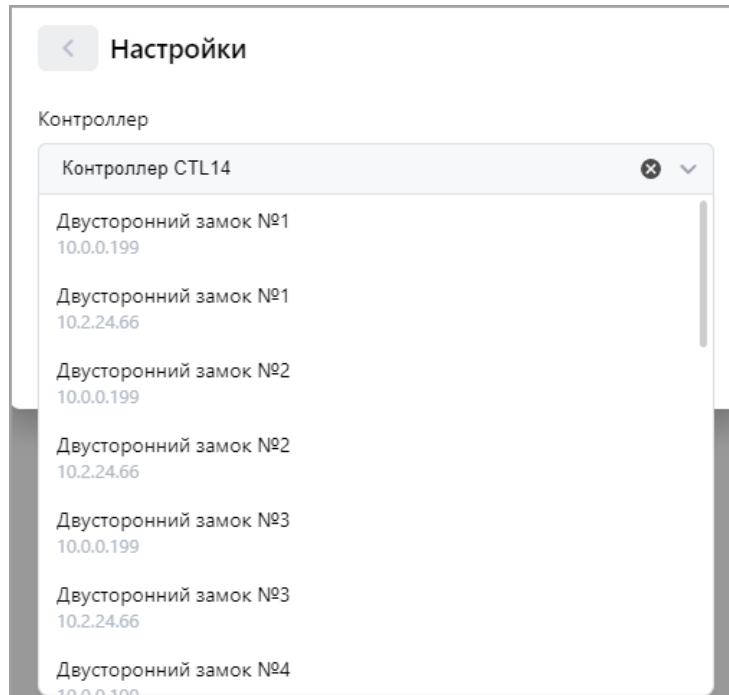 Настройки
Контроллер
Контроллер CTL14
Двусторонний замок №1
10.0.0.199
Двусторонний замок №1
10.2.24.66
Двусторонний замок №2
10.0.0.199
Двусторонний замок №2
10.2.24.66
Двусторонний замок №3
10.0.0.199
Двусторонний замок №3
10.2.24.66
Двусторонний замок №4